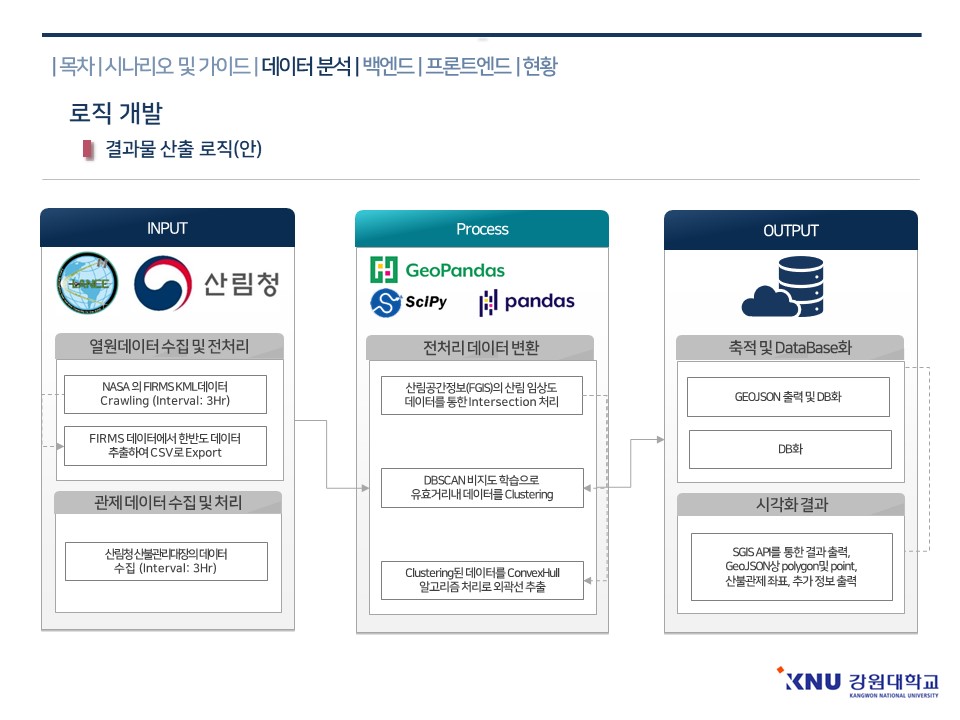 | 목차 | 시나리오 및 가이드 | 데이터 분석 | 백엔드 | 프론트엔드 | 현황
로직 개발
결과물 산출 로직(안)
INPUT
LANCE
산림청
열원데이터 수집 및 전처리
NASA 의 FIRMS KML데이터
Crawling (Interval: 3Hr)
FIRMS 데이터에서 한반도 데이터
추출하여 CSV로 Export
관제 데이터 수집 및 처리
산림청 산불관리대장의 데이터
수집 (Interval: 3Hr)
Process
GeoPandas
SciPy
pandas
전처리 데이터 변환
산림공간정보(FGIS)의 산림 임상도
데이터를 통한 Intersection 처리
DBSCAN 비지도 학습으로
유효거리내 데이터를 Clustering
Clustering된 데이터를 ConvexHull
알고리즘 처리로 외곽선 추출
OUTPUT
축적 및 DataBase화
GEOJSON 출력 및 DB화
DB화
시각화 결과
SGIS API를 통한 결과 출력,
GeoJSON상 polygon및 point,
산불관제 좌표, 추가 정보 출력
KNU 강원대학교
KANGWON NATIONAL UNIVERSITY